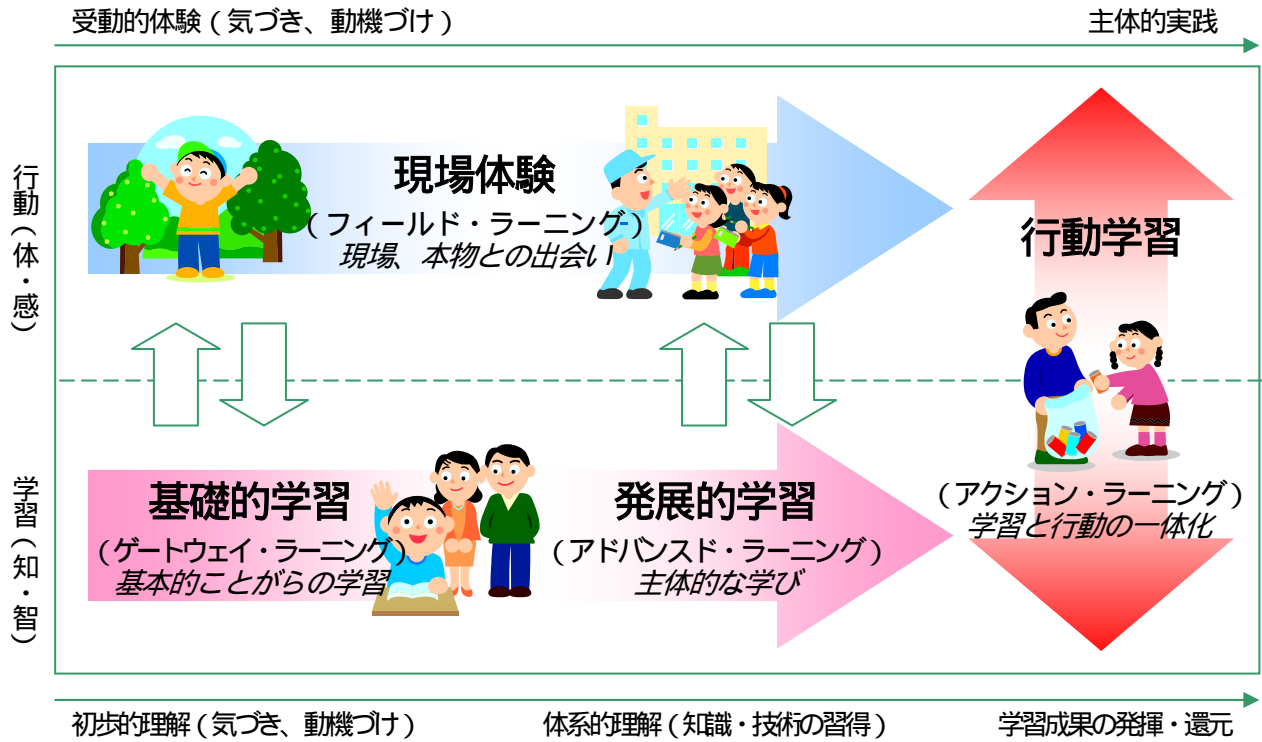 受動的体験（気づき、動機づけ）
主体的実践
行動（体・感）
現場体験
（フィールド・ラーニング）
現場、本物との出会い
行動学習
学習（知・智）
基礎的学習
（ゲートウェイ・ラーニング）
基本的ことがらの学習
発展的学習
（アドバンスド・ラーニング）
主体的な学び
（アクション・ラーニング）
学習と行動の一体化
初歩的理解（気づき、動機づけ）
体系的理解（知識・技術の習得）
学習成果の発揮・還元